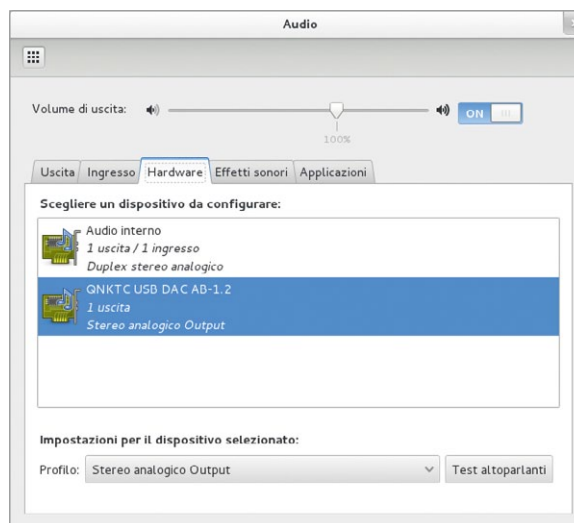 Audio
Volume di uscita:
ON
100%
Uscita Ingresso Hardware Effetti sonori Applicazioni
Scegliere un dispositivo da configurare:
Audio interno
1 uscita / 1 ingresso
Duplex stereo analogico
QNKTC USB DAC AB-1.2
1 uscita
Stereo analogico Output
Impostazioni per il dispositivo selezionato:
Profilo: Stereo analogico Output Test altoparlanti